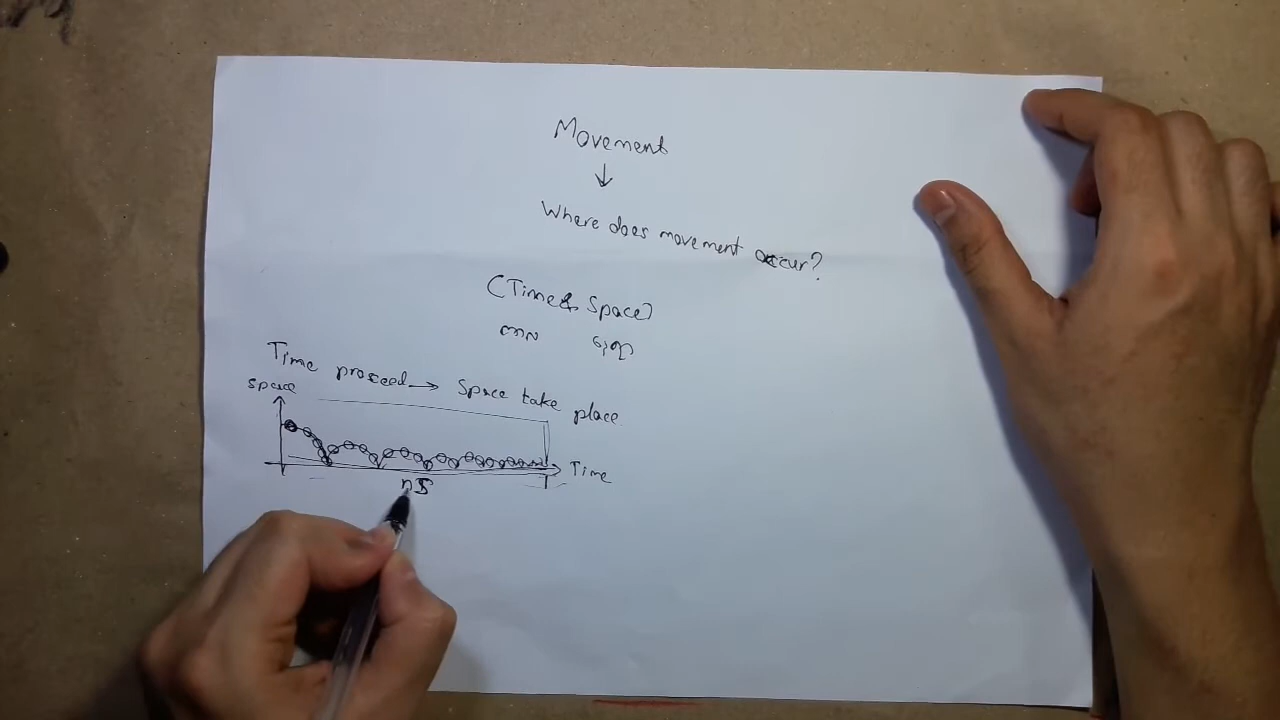 Movement
↓
Where does movement occur?
(Time & Space)
Time proceed → Space take place
Space
Time